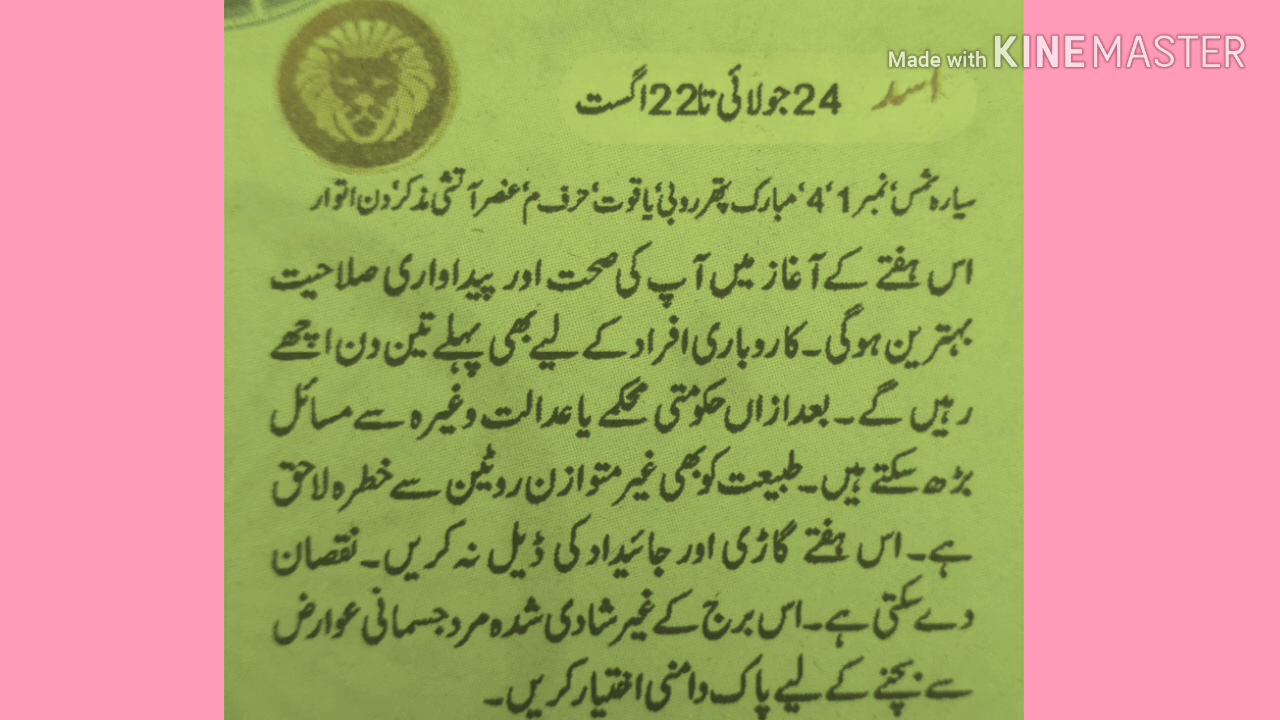 Made with KINEMASTER
اسد
24 جولائی تا 22 اگست
سیارہ شمس، نمبر 1، 4، مبارک پتھر روبی، یاقوت، حرف م، عنصر آتشی مذکر، دن اتوار
اس ہفتے کے آغاز میں آپ کی صحت اور پیداواری صلاحیت
بہترین ہوگی۔ کاروباری افراد کے لیے بھی پہلے تین دن اچھے
رہیں گے۔ بعدازاں حکومتی محکمے یا عدالت وغیرہ سے مسائل
بڑھ سکتے ہیں۔ طبیعت کو بھی غیر متوازن روٹین سے خطرہ لاحق
ہے۔ اس ہفتے گاڑی اور جائیداد کی ڈیل نہ کریں۔ نقصان
دے سکتی ہے۔ اس برج کے غیر شادی شدہ مرد جسمانی عوارض
سے بچنے کے لیے پاک دامنی اختیار کریں۔